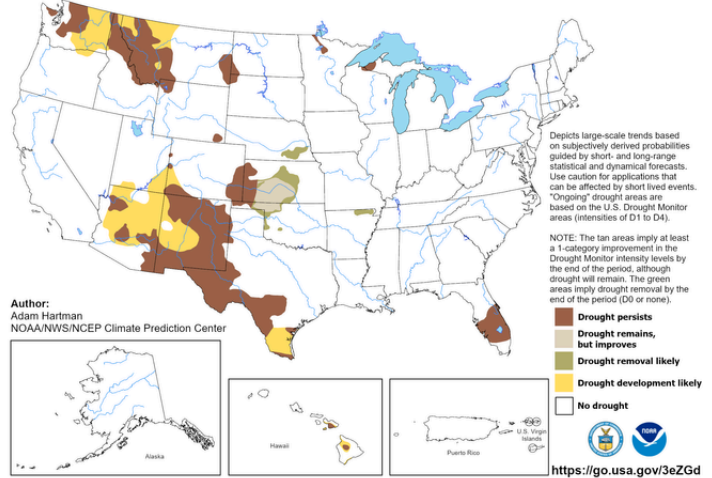 Depicts large-scale trends based
on subjectively derived probabilities
guided by short- and long-range
statistical and dynamical forecasts.
Use caution for applications that
can be affected by short lived events.
"Ongoing" drought areas are
based on the U.S. Drought Monitor
areas (intensities of D1 to D4).
NOTE: The tan areas imply at least
a 1-category improvement in the
Drought Monitor intensity levels by
the end of the period, although
drought will remain. The green
areas imply drought removal by the
end of the period (D0 or none).
Author:
Adam Hartman
NOAA/NWS/NCEP Climate Prediction Center
Drought persists
Drought remains,
but improves
Drought removal likely
Drought development likely
No drought
Alaska
Hawaii
Puerto Rico
U.S. Virgin
Islands
NOAA
https://go.usa.gov/3eZGd